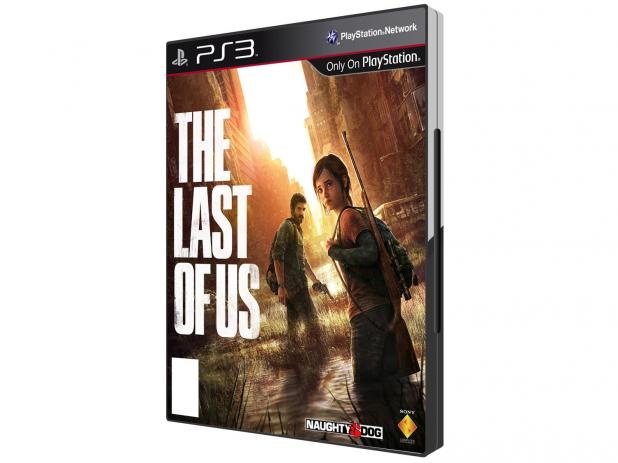 PS3
PlayStation®Network
Only On PlayStation®
THE
LAST
OF US
NAUGHTY DOG
SONY